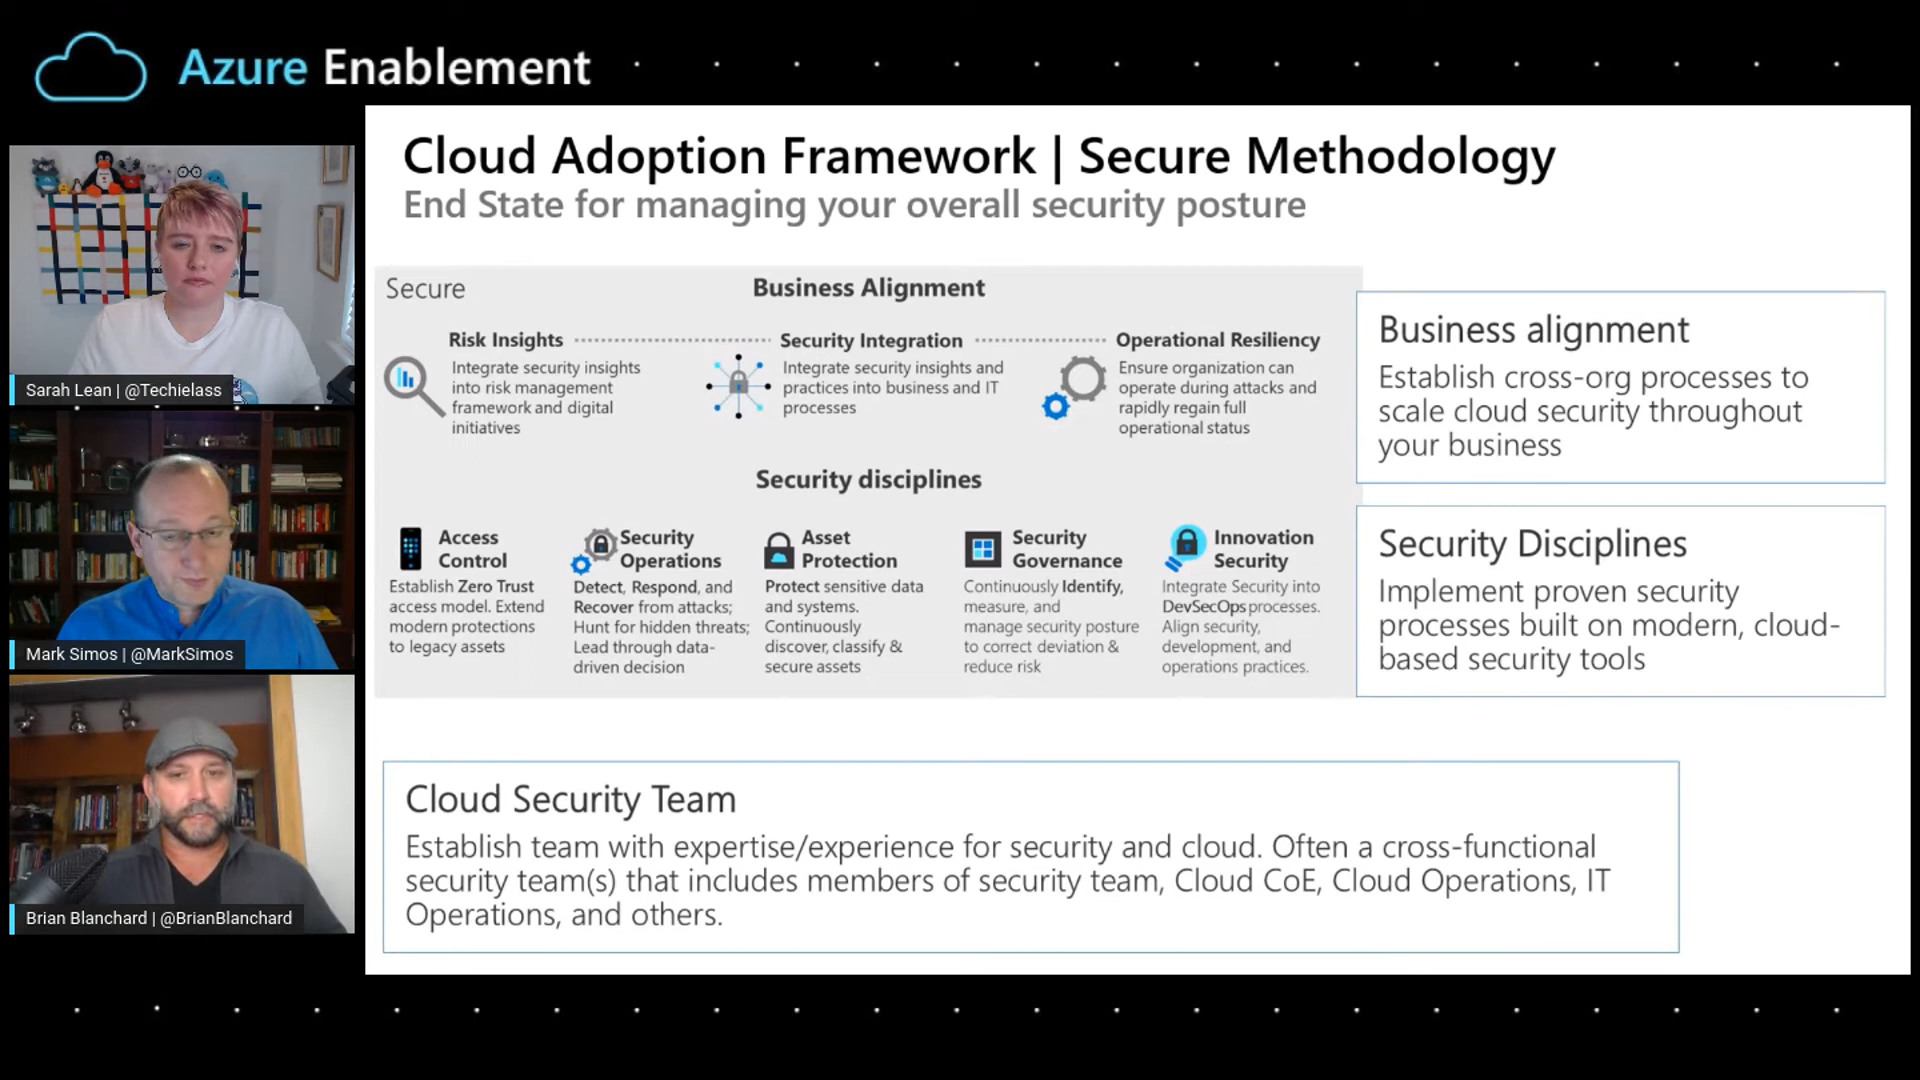 Azure Enablement
Sarah Lean | @Techielass
Mark Simos | @MarkSimos
Brian Blanchard | @BrianBlanchard
Cloud Adoption Framework | Secure Methodology
End State for managing your overall security posture
Secure
Business Alignment
Risk Insights
Integrate security insights
into risk management
framework and digital
initiatives
Security Integration
Integrate security insights and
practices into business and IT
processes
Operational Resiliency
Ensure organization can
operate during attacks and
rapidly regain full
operational status
Security disciplines
Access
Control
Establish Zero Trust
access model. Extend
modern protections
to legacy assets
Security
Operations
Detect, Respond, and
Recover from attacks;
Hunt for hidden threats;
Lead through data-
driven decision
Asset
Protection
Protect sensitive data
and systems.
Continuously
discover, classify &
secure assets
Security
Governance
Continuously Identify,
measure, and
manage security posture
to correct deviation &
reduce risk
Innovation
Security
Integrate Security into
DevSecOps processes.
Align security,
development, and
operations practices.
Business alignment
Establish cross-org processes to
scale cloud security throughout
your business
Security Disciplines
Implement proven security
processes built on modern, cloud-
based security tools
Cloud Security Team
Establish team with expertise/experience for security and cloud. Often a cross-functional
security team(s) that includes members of security team, Cloud CoE, Cloud Operations, IT
Operations, and others.